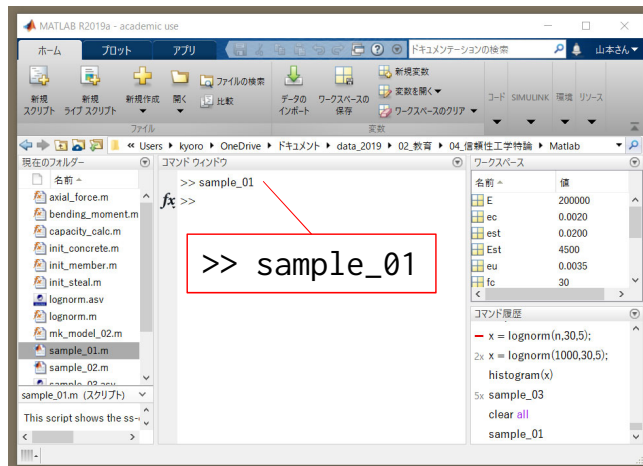 MATLAB R2019a - academic use
ホーム プロット アプリ ドキュメンテーションの検索 山本さん
新規 スクリプト
新規 ライブ スクリプト
新規作成
開く
ファイルの検索
比較
データの インポート
ワークスペースの 保存
新規変数
変数を開く
ワークスペースのクリア
コード SIMULINK 環境 リソース
ファイル 変数
« Users ▸ kyoro ▸ OneDrive ▸ ドキュメント ▸ data_2019 ▸ 02_教育 ▸ 04_信頼性工学特論 ▸ Matlab
現在のフォルダー
名前
axial_force.m
bending_moment.m
capacity_calc.m
init_concrete.m
init_member.m
init_steal.m
lognorm.asv
lognorm.m
mk_model_02.m
sample_01.m
sample_02.m
sample_03.asv
sample_01.m (スクリプト)
This script shows the ss-
コマンド ウィンドウ
>> sample_01
fx >>
>> sample_01
ワークスペース
名前 値
E 200000
ec 0.0020
est 0.0200
Est 4500
eu 0.0035
fc 30
コマンド履歴
x = lognorm(n,30,5);
2x x = lognorm(1000,30,5);
histogram(x)
5x sample_03
clear all
sample_01